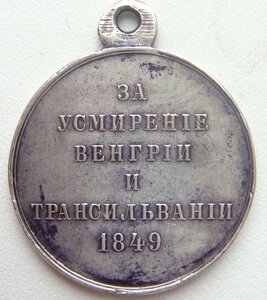 ЗА
УСМИРЕНІЕ
ВЕНГРІИ
И
ТРАНСИЛЬВАНІИ
1849